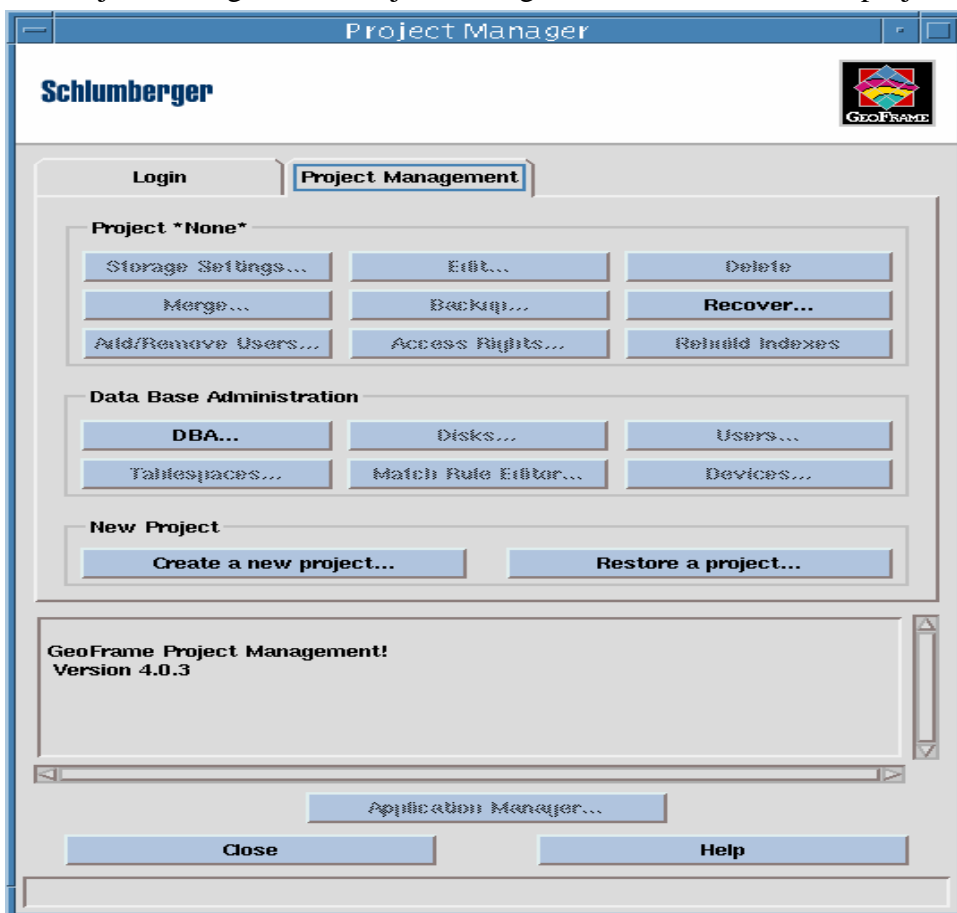 Project Manager
Schlumberger
GEOFRAME
Login
Project Management
Project *None*
Storage Settings... Edit... Delete
Merge... Backup... Recover...
Add/Remove Users... Access Rights... Rebuild Indexes
Data Base Administration
DBA... Disks... Users...
Tablespaces... Match Rule Editor... Devices...
New Project
Create a new project... Restore a project...
GeoFrame Project Management!
Version 4.0.3
Application Manager...
Close Help